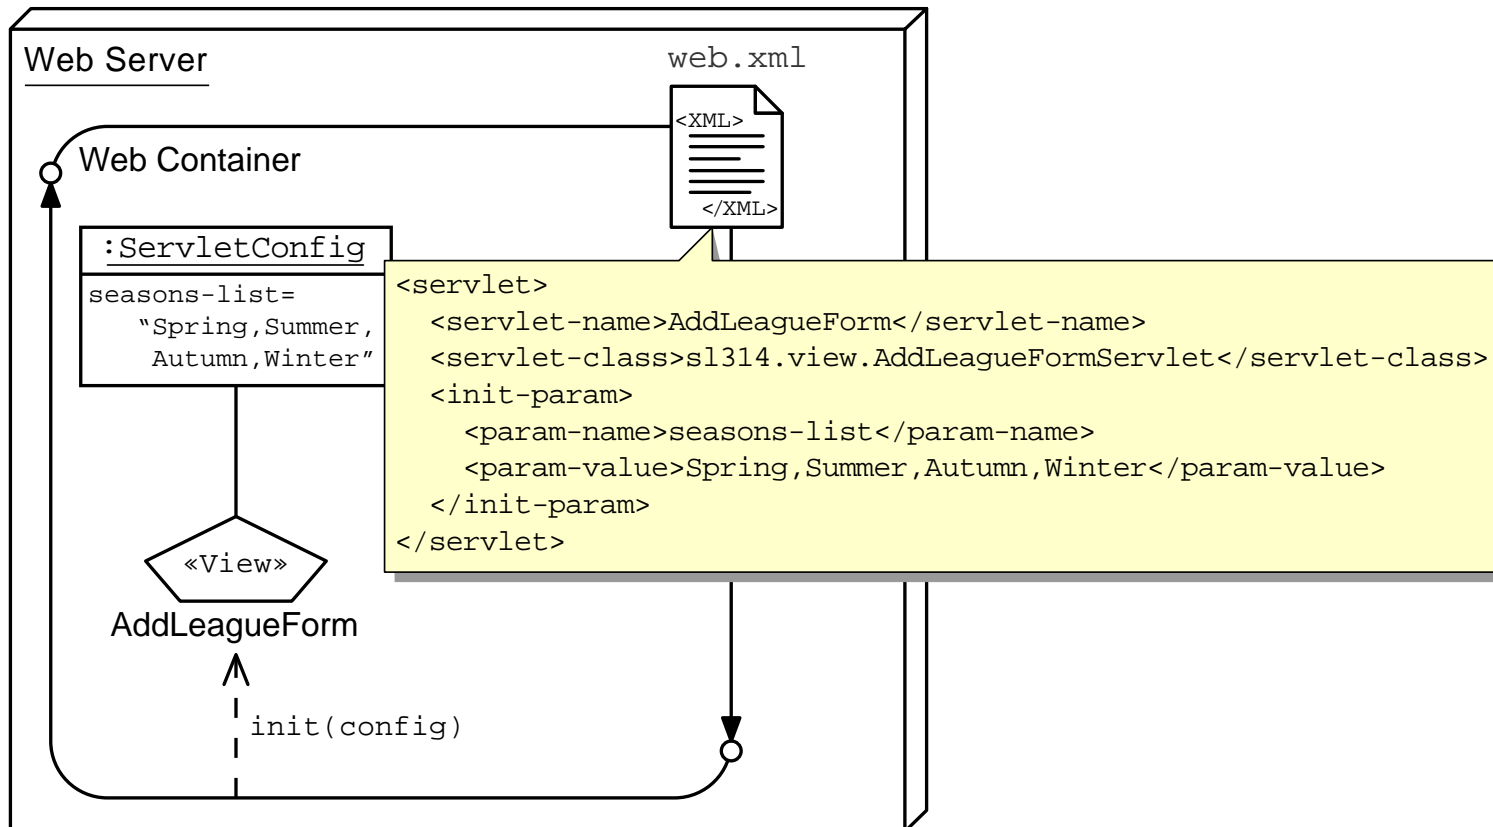 Web Server
web.xml
<XML>
</XML>
Web Container
:ServletConfig
seasons-list=
“Spring,Summer,
Autumn,Winter”
<servlet>
<servlet-name>AddLeagueForm</servlet-name>
<servlet-class>sl314.view.AddLeagueFormServlet</servlet-class>
<init-param>
<param-name>seasons-list</param-name>
<param-value>Spring,Summer,Autumn,Winter</param-value>
</init-param>
</servlet>
«View»
AddLeagueForm
init(config)